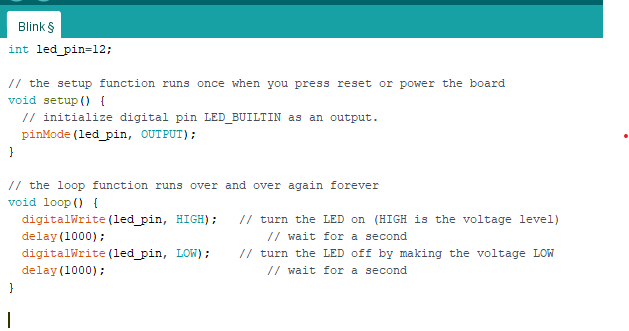 Blink §
int led_pin=12;
// the setup function runs once when you press reset or power the board
void setup() {
  // initialize digital pin LED_BUILTIN as an output.
  pinMode(led_pin, OUTPUT);
}
// the loop function runs over and over again forever
void loop() {
  digitalWrite(led_pin, HIGH);   // turn the LED on (HIGH is the voltage level)
  delay(1000);                       // wait for a second
  digitalWrite(led_pin, LOW);    // turn the LED off by making the voltage LOW
  delay(1000);                       // wait for a second
}